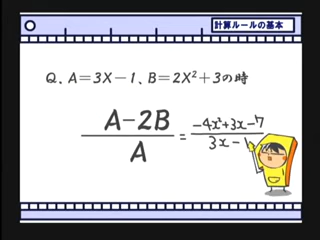 計算ルールの基本
Q、A=3X-1、B=2X²+3の時
A-2B / A = -4x²+3x-7 / 3x-1